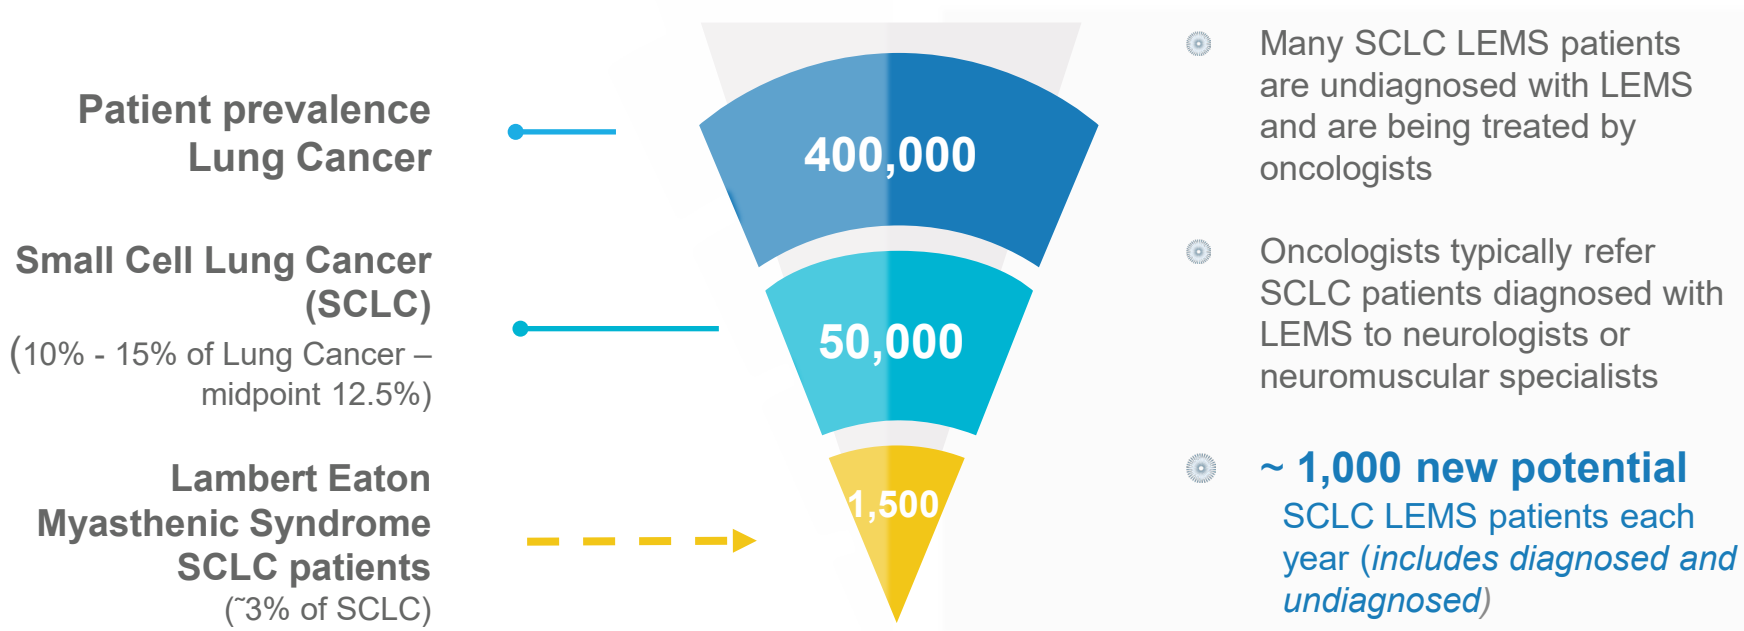 Patient prevalence
Lung Cancer
400,000
Small Cell Lung Cancer
(SCLC)
(10% - 15% of Lung Cancer –
midpoint 12.5%)
50,000
Lambert Eaton
Myasthenic Syndrome
SCLC patients
(~3% of SCLC)
1,500
Many SCLC LEMS patients
are undiagnosed with LEMS
and are being treated by
oncologists
Oncologists typically refer
SCLC patients diagnosed with
LEMS to neurologists or
neuromuscular specialists
~ 1,000 new potential
SCLC LEMS patients each
year (includes diagnosed and
undiagnosed)